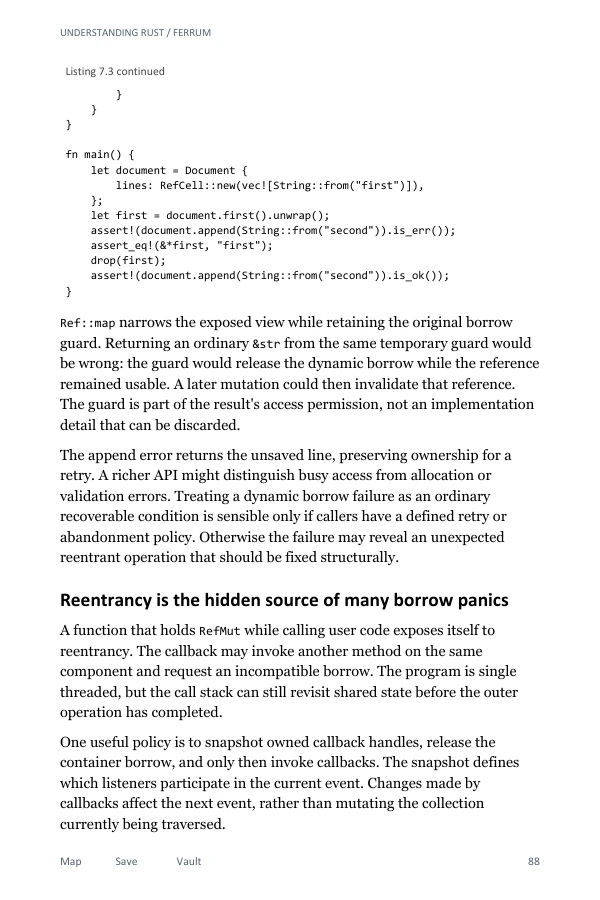 UNDERSTANDING RUST / FERRUM
Listing 7.3 continued
        }
    }
}
fn main() {
    let document = Document {
        lines: RefCell::new(vec![String::from("first")]),
    };
    let first = document.first().unwrap();
    assert!(document.append(String::from("second")).is_err());
    assert_eq!(&*first, "first");
    drop(first);
    assert!(document.append(String::from("second")).is_ok());
}
Ref::map narrows the exposed view while retaining the original borrow
guard. Returning an ordinary &str from the same temporary guard would
be wrong: the guard would release the dynamic borrow while the reference
remained usable. A later mutation could then invalidate that reference.
The guard is part of the result's access permission, not an implementation
detail that can be discarded.
The append error returns the unsaved line, preserving ownership for a
retry. A richer API might distinguish busy access from allocation or
validation errors. Treating a dynamic borrow failure as an ordinary
recoverable condition is sensible only if callers have a defined retry or
abandonment policy. Otherwise the failure may reveal an unexpected
reentrant operation that should be fixed structurally.
Reentrancy is the hidden source of many borrow panics
A function that holds RefMut while calling user code exposes itself to
reentrancy. The callback may invoke another method on the same
component and request an incompatible borrow. The program is single
threaded, but the call stack can still revisit shared state before the outer
operation has completed.
One useful policy is to snapshot owned callback handles, release the
container borrow, and only then invoke callbacks. The snapshot defines
which listeners participate in the current event. Changes made by
callbacks affect the next event, rather than mutating the collection
currently being traversed.
Map Save Vault 88